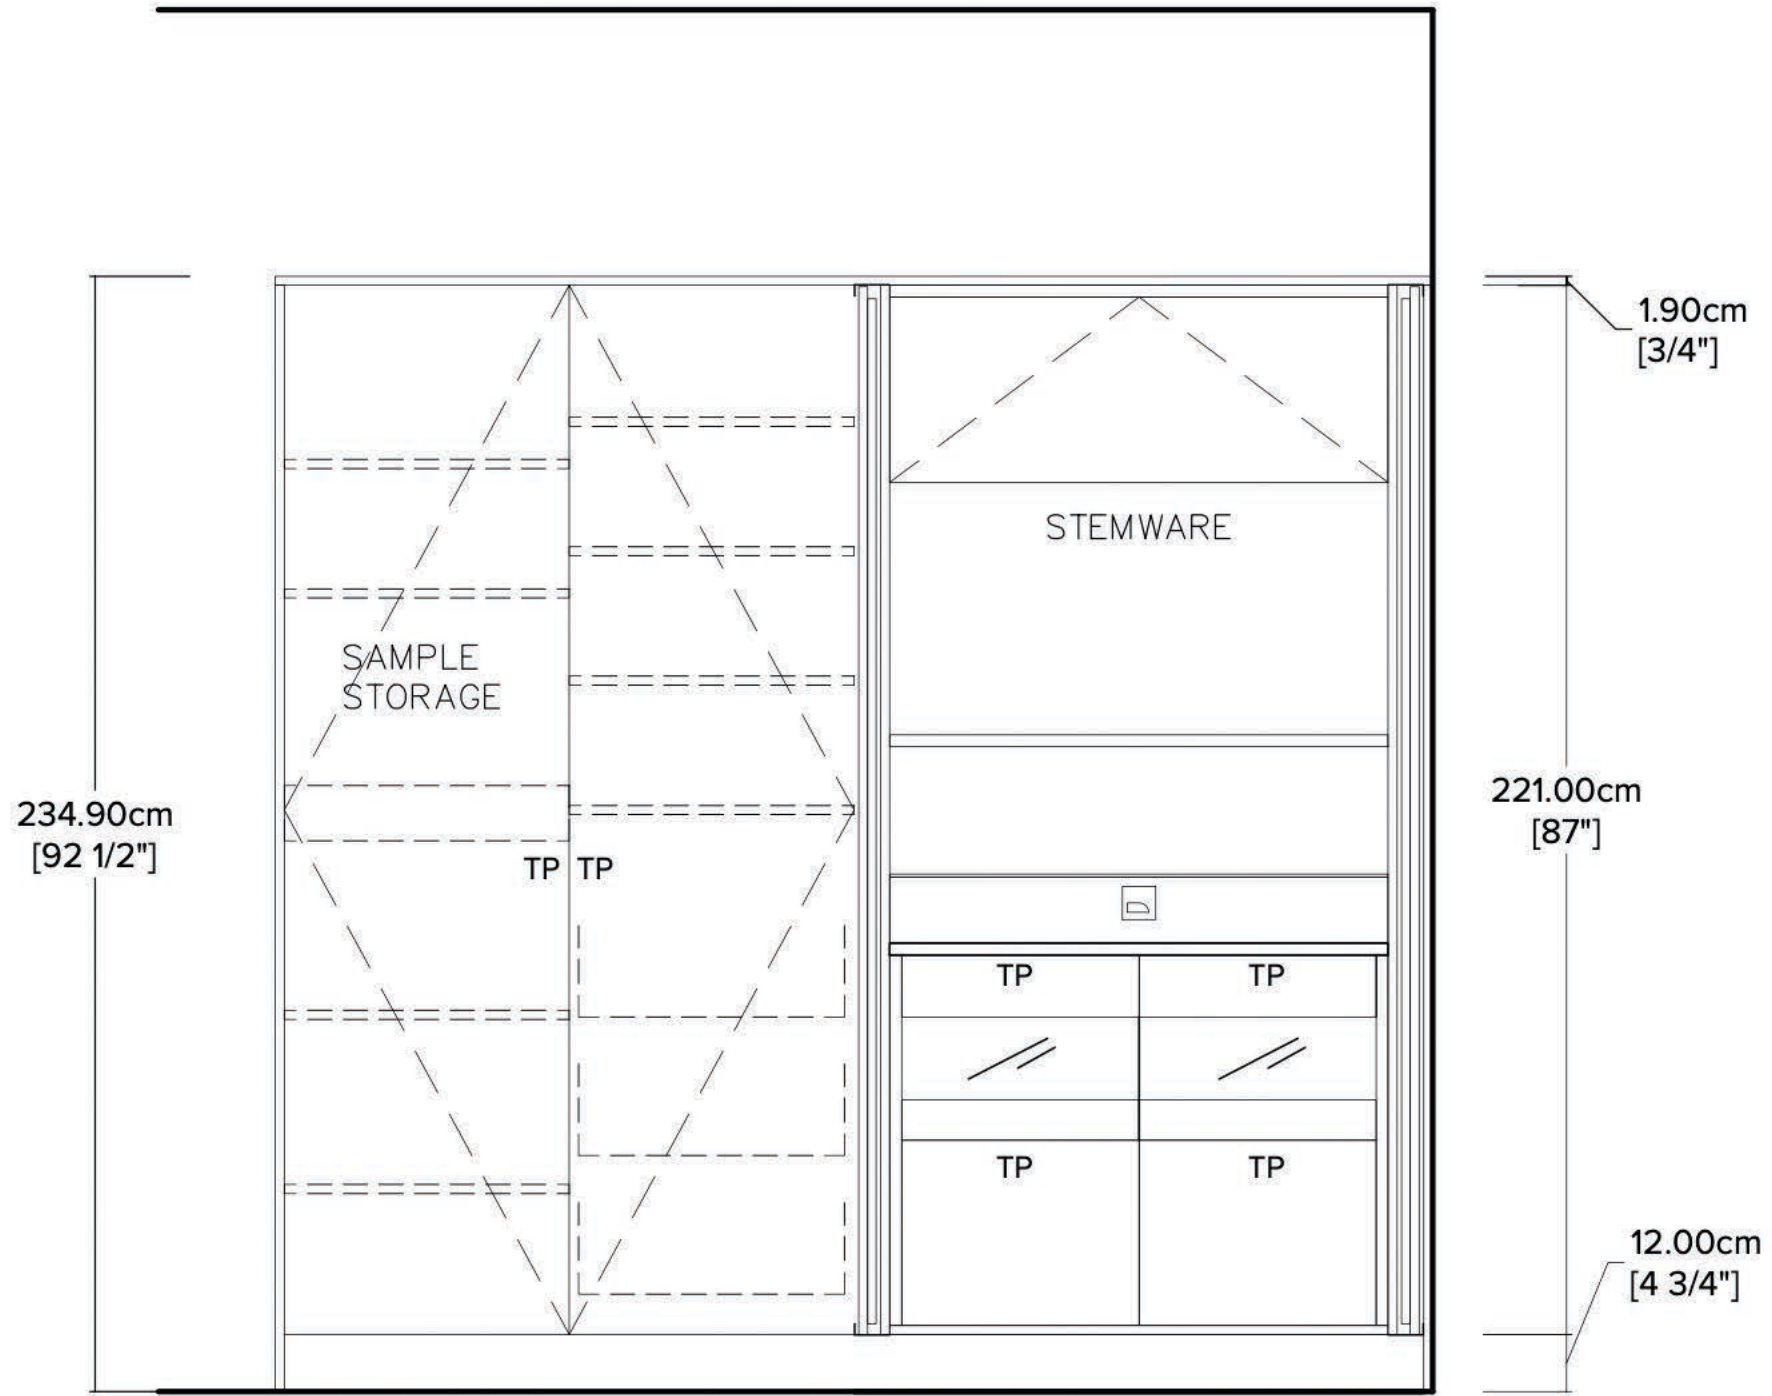 1.90cm
[3/4"]
STEMWARE
SAMPLE
STORAGE
234.90cm
[92 1/2"]
221.00cm
[87"]
TP TP
TP TP
TP TP
12.00cm
[4 3/4"]